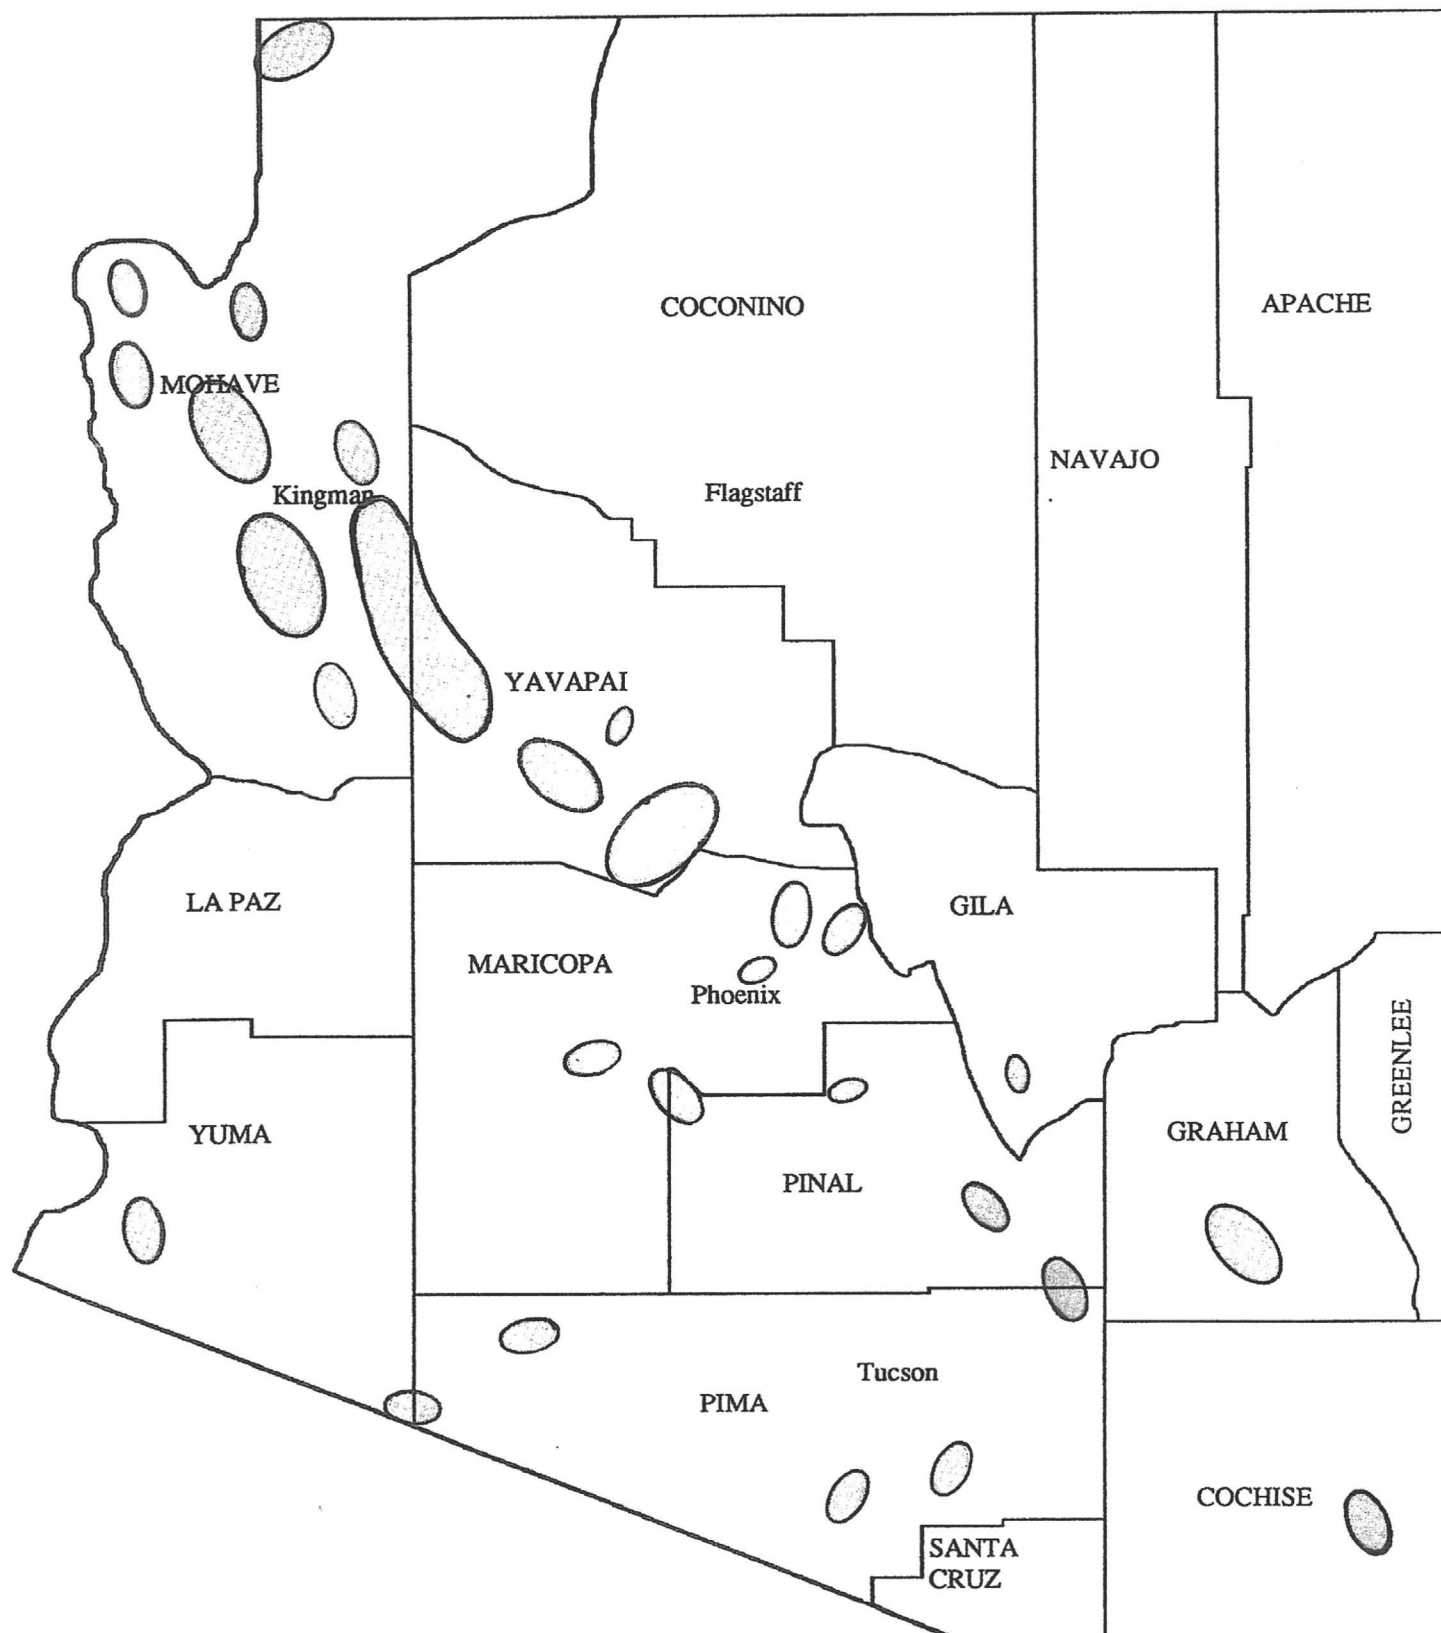 COCONINO
APACHE
MOHAVE
NAVAJO
Kingman
Flagstaff
YAVAPAI
LA PAZ
GILA
MARICOPA
Phoenix
GREENLEE
YUMA
GRAHAM
PINAL
Tucson
PIMA
COCHISE
SANTA
CRUZ